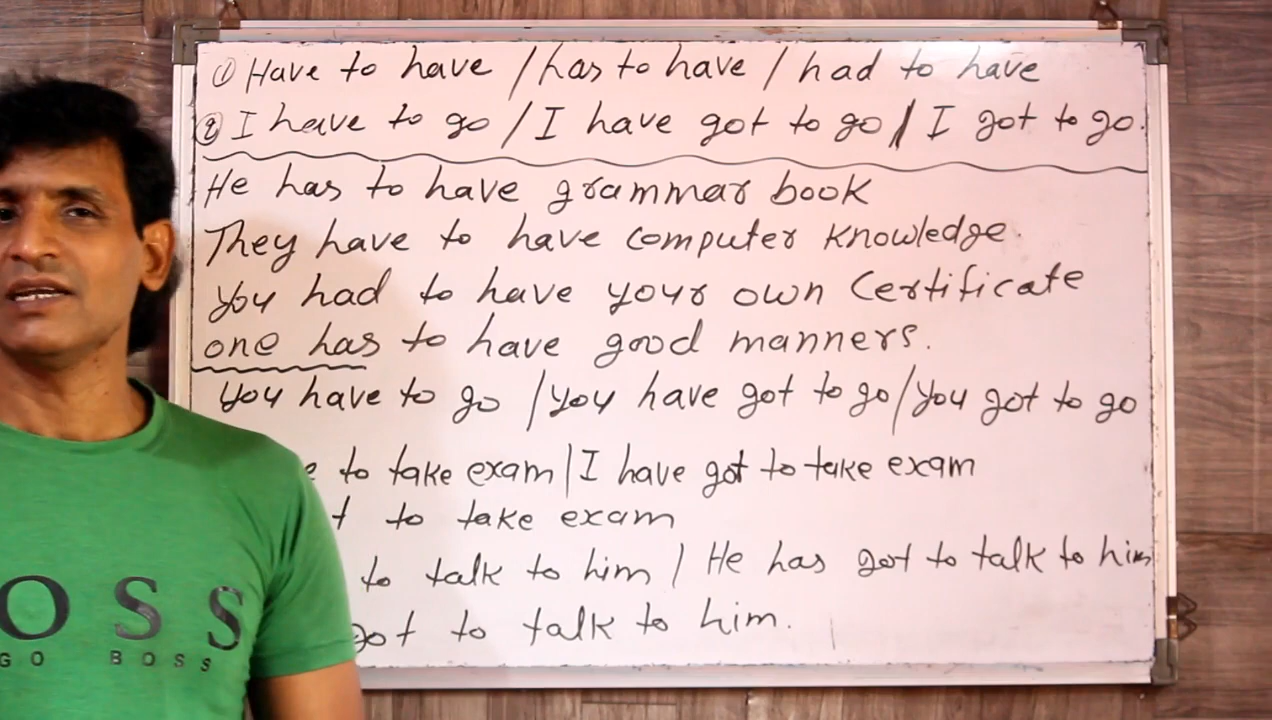 ① Have to have / has to have / had to have
② I have to go / I have got to go / I got to go.
He has to have grammar book
They have to have computer knowledge.
You had to have your own Certificate
one has to have good manners.
You have to go / You have got to go / You got to go
to take exam | I have got to take exam
to take exam
to talk to him / He has got to talk to him
got to talk to him.
OSS
GO BOSS